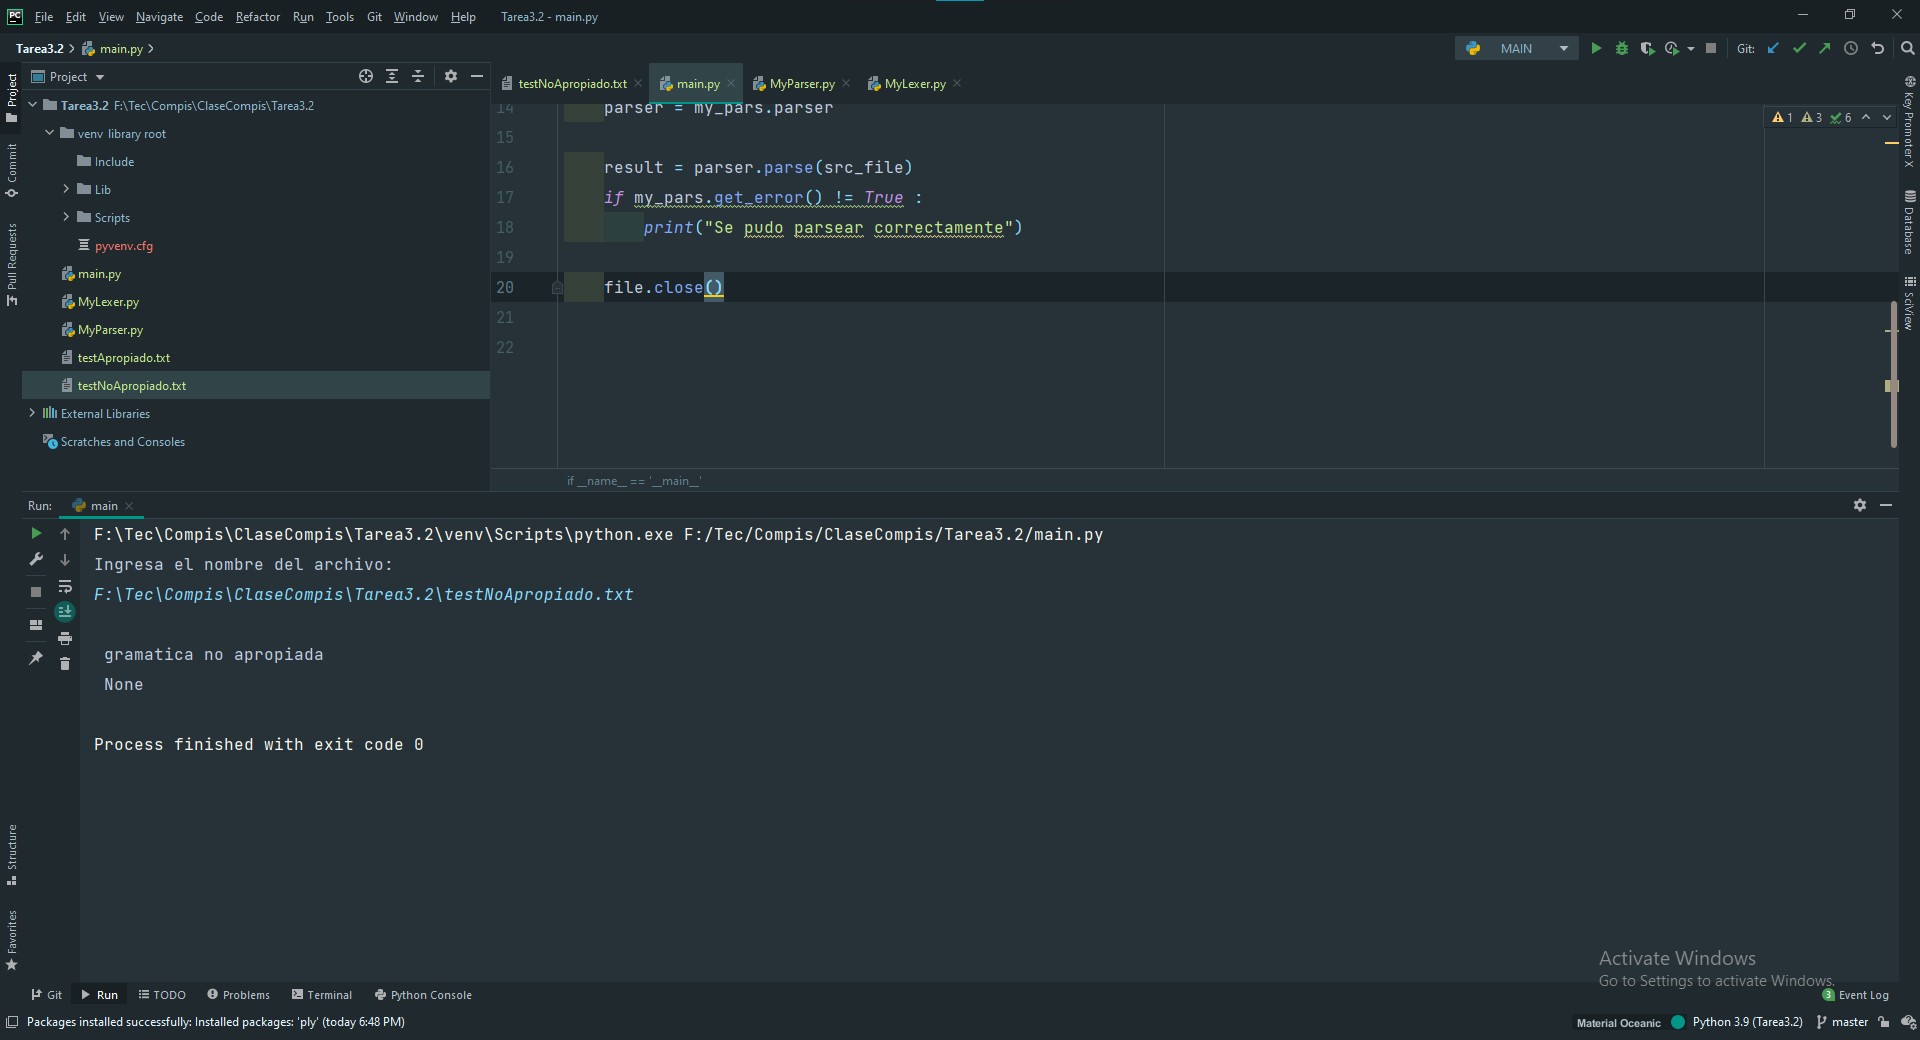 PC File Edit View Navigate Code Refactor Run Tools Git Window Help Tarea3.2 - main.py
Tarea3.2 main.py MAIN Git:
Project
testNoApropiado.txt main.py MyParser.py MyLexer.py
Tarea3.2 F:\Tec\Compis\ClaseCompis\Tarea3.2
venv library root
Include
Lib
Scripts
pyvenv.cfg
main.py
MyLexer.py
MyParser.py
testApropiado.txt
testNoApropiado.txt
External Libraries
Scratches and Consoles
14 parser = my_pars.parser
15
16 result = parser.parse(src_file)
17 if my_pars.get_error() != True :
18 print("Se pudo parsear correctamente")
19
20 file.close()
21
22
1 3 6
if __name__ == '__main__'
Project
Commit
Pull Requests
Structure
Favorites
Key Promoter X
Database
SciView
Run: main
F:\Tec\Compis\ClaseCompis\Tarea3.2\venv\Scripts\python.exe F:/Tec/Compis/ClaseCompis/Tarea3.2/main.py
Ingresa el nombre del archivo:
F:\Tec\Compis\ClaseCompis\Tarea3.2\testNoApropiado.txt
gramatica no apropiada
None
Process finished with exit code 0
Activate Windows
Go to Settings to activate Windows.
Git Run TODO Problems Terminal Python Console 3 Event Log
Packages installed successfully: Installed packages: 'ply' (today 6:48 PM) Material Oceanic Python 3.9 (Tarea3.2) master